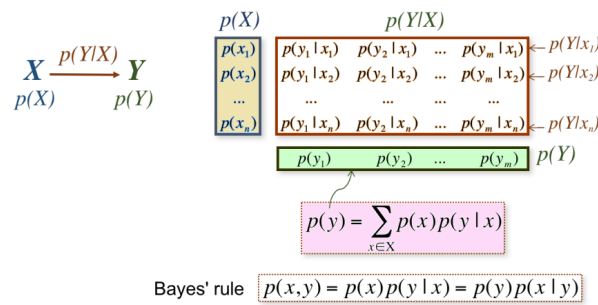 p(X) p(Y|X)
p(Y|X) p(x₁) p(y₁|x₁) p(y₂|x₁) ... p(yₘ|x₁) p(Y|x₁)
X Y p(x₂) p(y₁|x₂) p(y₂|x₂) ... p(yₘ|x₂) p(Y|x₂)
p(X) p(Y) ... ... ... ...
p(xₙ) p(y₁|xₙ) p(y₂|xₙ) ... p(yₘ|xₙ) p(Y|xₙ)
p(y₁) p(y₂) ... p(yₘ) p(Y)
p(y) = ∑ p(x)p(y|x)
x∈X
Bayes' rule p(x,y) = p(x)p(y|x) = p(y)p(x|y)